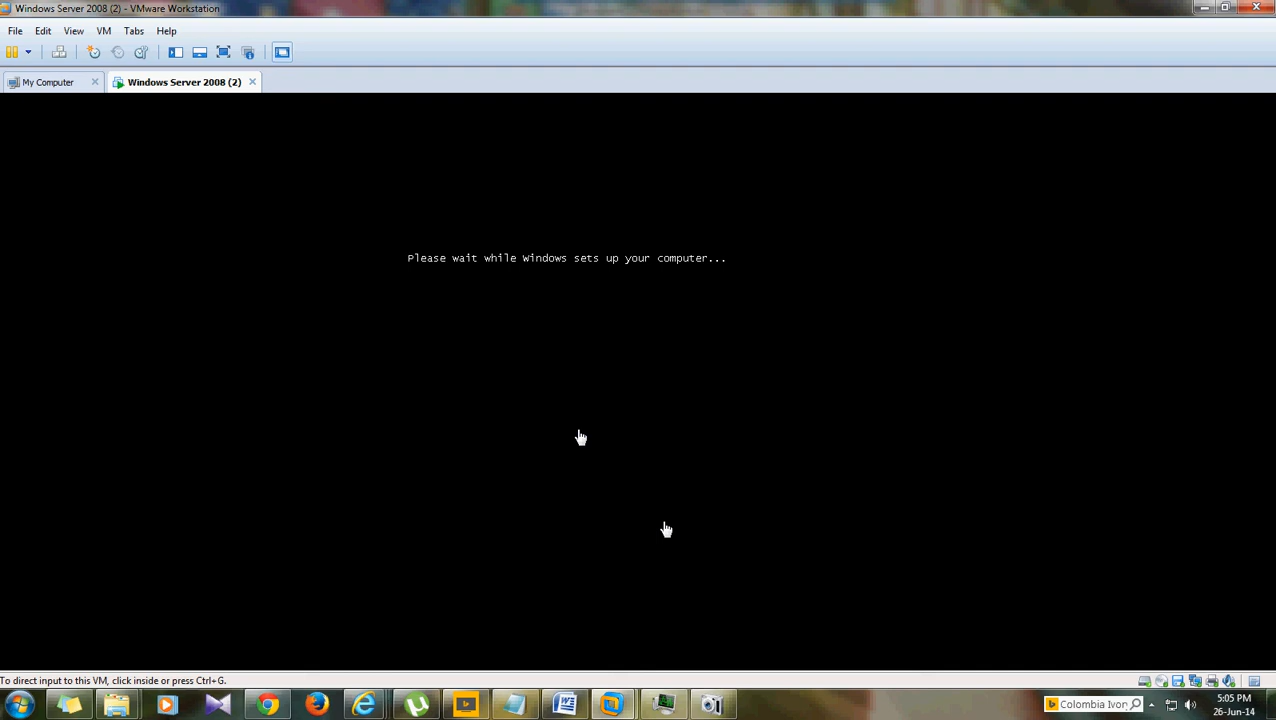 Windows Server 2008 (2) - VMware Workstation
File Edit View VM Tabs Help
My Computer Windows Server 2008 (2)
Please wait while Windows sets up your computer...
To direct input to this VM, click inside or press Ctrl+G.
Colombia Ivor
5:05 PM
26-Jun-14